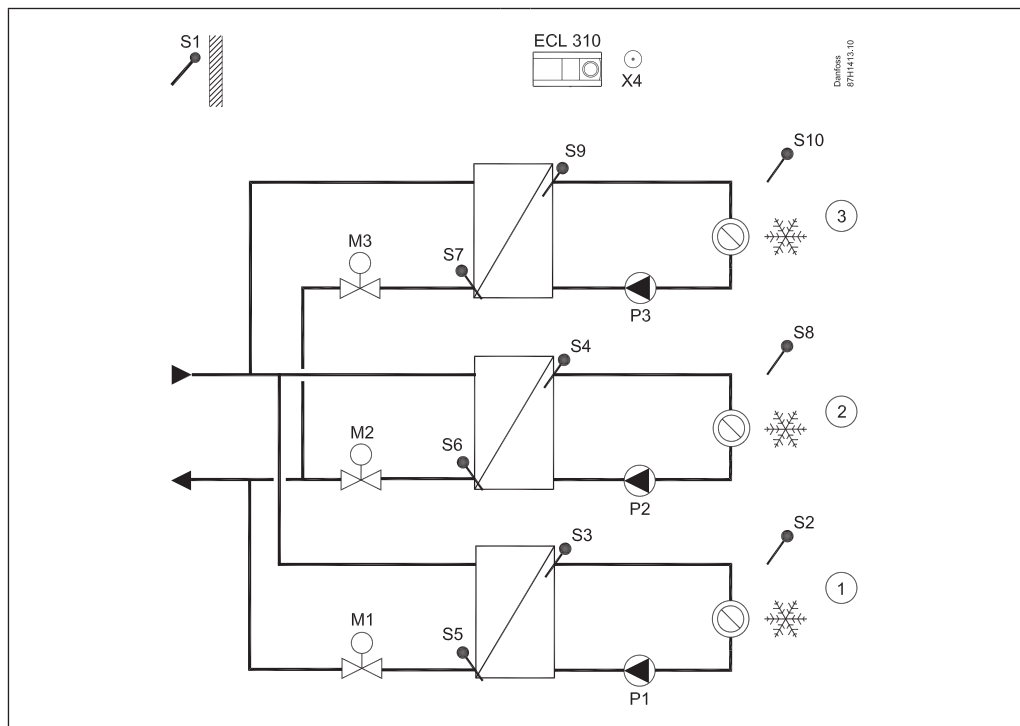 S1
ECL 310
X4
Danfoss
87H1413.10
S9
S10
3
M3
S7
P3
S4
S8
2
M2
S6
P2
S3
S2
1
M1
S5
P1